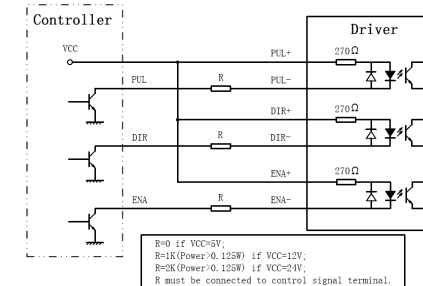 Controller
Driver
VCC
PUL+
270Ω
PUL
R
PUL-
DIR+
270Ω
DIR
R
DIR-
ENA+
270Ω
ENA
R
ENA-
R=0 if VCC=5V;
R=1K(Power>0.125W) if VCC=12V;
R=2K(Power>0.125W) if VCC=24V;
R must be connected to control signal terminal.